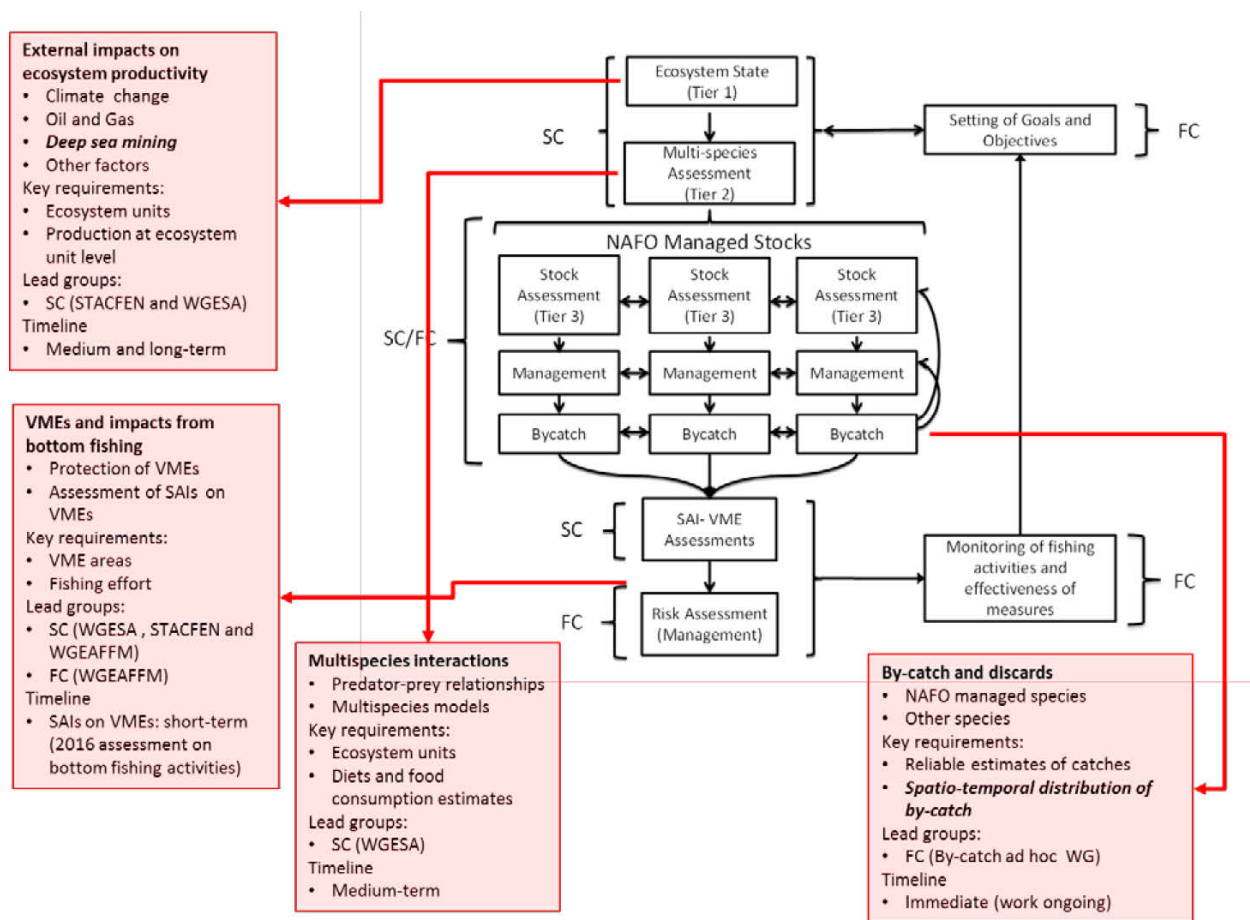 External impacts on
ecosystem productivity
• Climate change
• Oil and Gas
• Deep sea mining
• Other factors
Key requirements:
• Ecosystem units
• Production at ecosystem
unit level
Lead groups:
• SC (STACFEN and WGESA)
Timeline
• Medium and long-term
VMEs and impacts from
bottom fishing
• Protection of VMEs
• Assessment of SAIs on
VMEs
Key requirements:
• VME areas
• Fishing effort
Lead groups:
• SC (WGESA , STACFEN and
WGEAFFM)
• FC (WGEAFFM)
Timeline
• SAIs on VMEs: short-term
(2016 assessment on
bottom fishing activities)
SC
Ecosystem State
(Tier 1)
Multi-species
Assessment
(Tier 2)
Setting of Goals and
Objectives
FC
SC/FC
NAFO Managed Stocks
Stock
Assessment
(Tier 3)
Stock
Assessment
(Tier 3)
Stock
Assessment
(Tier 3)
Management
Management
Management
Bycatch
Bycatch
Bycatch
SC
SAI- VME
Assessments
FC
Risk Assessment
(Management)
Monitoring of fishing
activities and
effectiveness of
measures
FC
Multispecies interactions
• Predator-prey relationships
• Multispecies models
Key requirements:
• Ecosystem units
• Diets and food
consumption estimates
Lead groups:
• SC (WGESA)
Timeline
• Medium-term
By-catch and discards
• NAFO managed species
• Other species
Key requirements:
• Reliable estimates of catches
• Spatio-temporal distribution of
by-catch
Lead groups:
• FC (By-catch ad hoc WG)
Timeline
• Immediate (work ongoing)